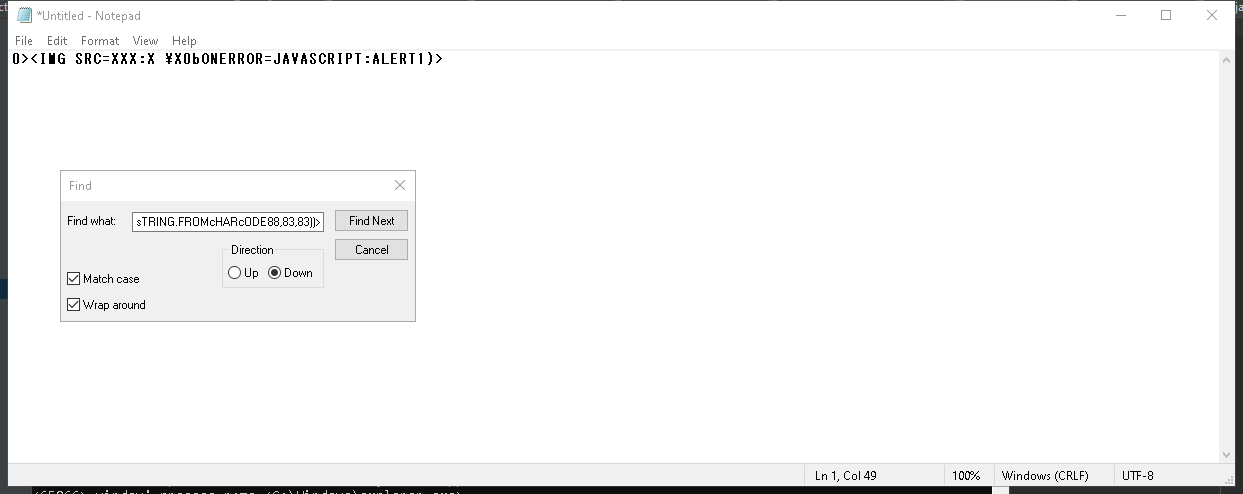 *Untitled - Notepad
File Edit Format View Help
0><IMG SRC=XXX:X ¥X0bONERROR=JAVASCRIPT:ALERT1)>
Find
Find what: sTRING.FROMcHARcODE88,83,83))> Find Next
Direction Cancel
Up Down
Match case
Wrap around
Ln 1, Col 49 100% Windows (CRLF) UTF-8